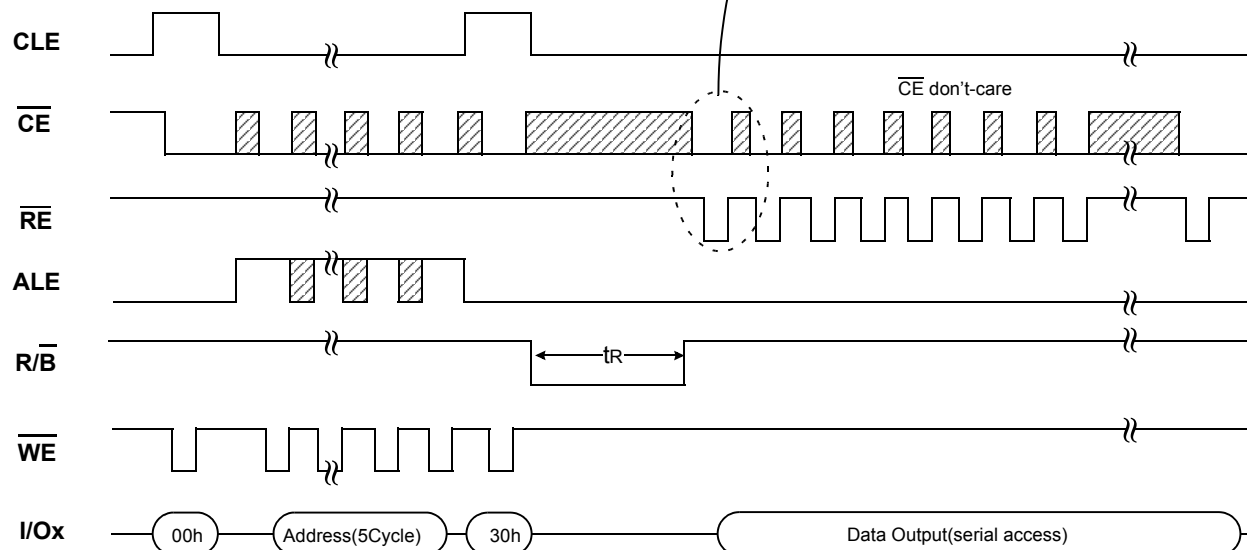 CLE
CE
CE don't-care
RE
ALE
R/B
tR
WE
I/Ox
00h
Address(5Cycle)
30h
Data Output(serial access)